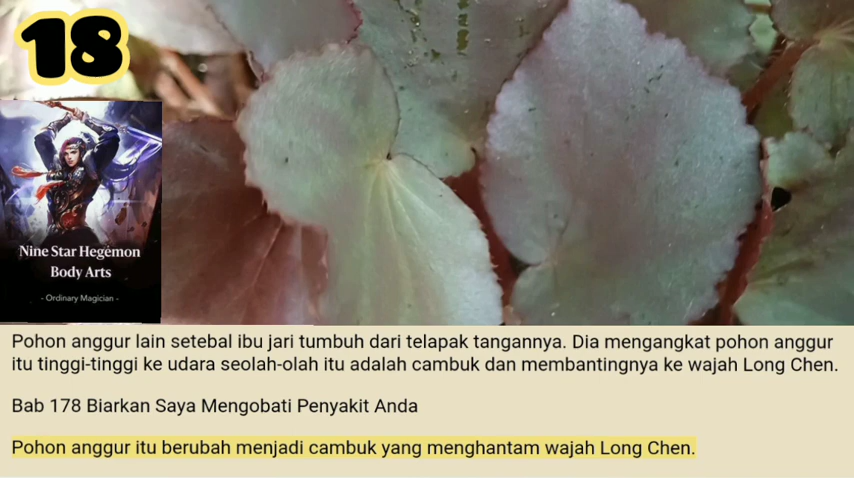 18
Nine Star Hegemon
Body Arts
- Ordinary Magician -
Pohon anggur lain setebal ibu jari tumbuh dari telapak tangannya. Dia mengangkat pohon anggur
itu tinggi-tinggi ke udara seolah-olah itu adalah cambuk dan membantingnya ke wajah Long Chen.
Bab 178 Biarkan Saya Mengobati Penyakit Anda
Pohon anggur itu berubah menjadi cambuk yang menghantam wajah Long Chen.